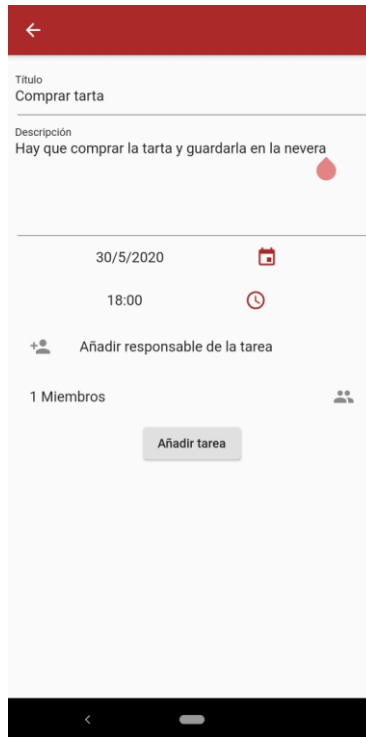 Título
Comprar tarta
Descripción
Hay que comprar la tarta y guardarla en la nevera
30/5/2020
18:00
Añadir responsable de la tarea
1 Miembros
Añadir tarea